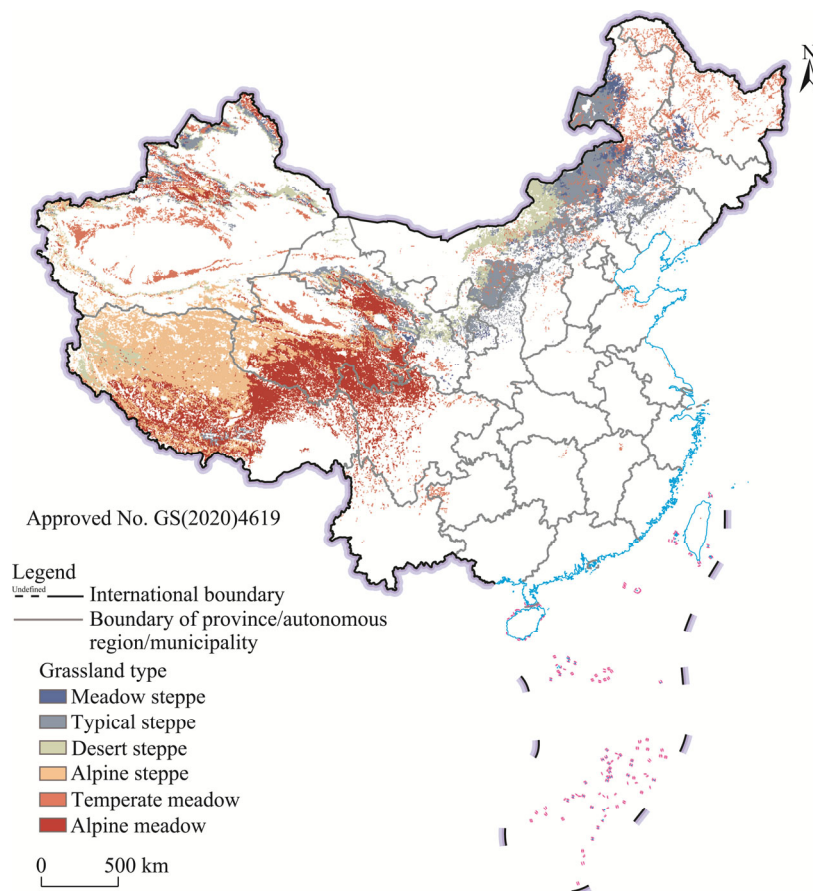 N
Approved No. GS(2020)4619
Legend
Undefined
International boundary
Boundary of province/autonomous
region/municipality
Grassland type
Meadow steppe
Typical steppe
Desert steppe
Alpine steppe
Temperate meadow
Alpine meadow
0 500 km